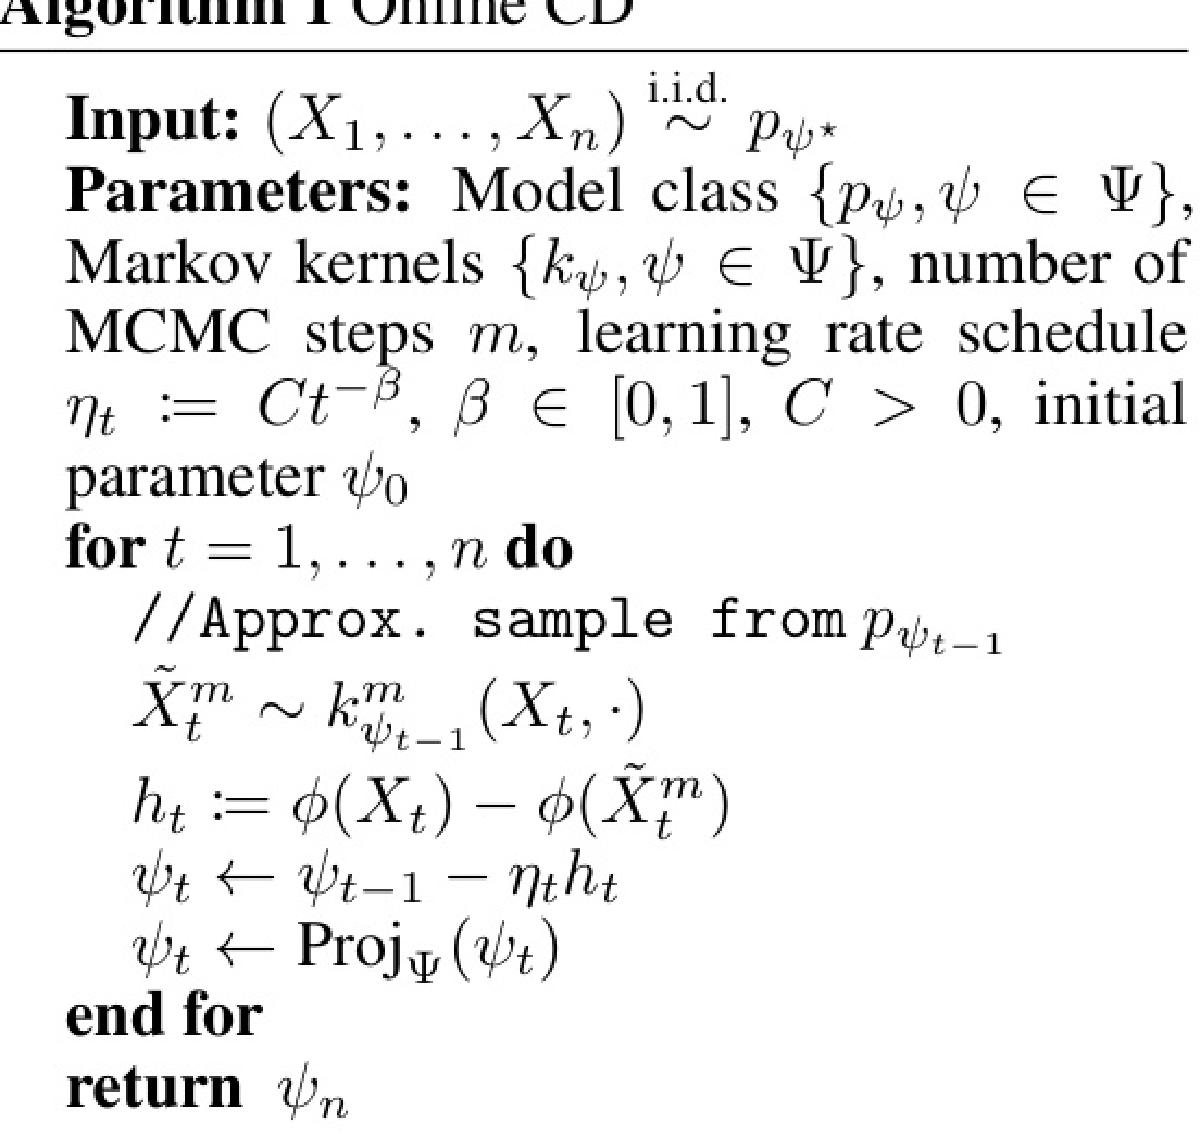 Algorithm 1 Online CD
Input: $(X_1, \ldots, X_n) \overset{\text{i.i.d.}}{\sim} p_{\psi^\star}$
Parameters: Model class $\{p_\psi, \psi \in \Psi\}$,
Markov kernels $\{k_\psi, \psi \in \Psi\}$, number of
MCMC steps $m$, learning rate schedule
$\eta_t := Ct^{-\beta}$, $\beta \in [0, 1]$, $C > 0$, initial
parameter $\psi_0$
for $t = 1, \ldots, n$ do
//Approx. sample from $p_{\psi_{t-1}}$
$\tilde{X}_t^m \sim k_{\psi_{t-1}}^m(X_t, \cdot)$
$h_t := \phi(X_t) - \phi(\tilde{X}_t^m)$
$\psi_t \leftarrow \psi_{t-1} - \eta_t h_t$
$\psi_t \leftarrow \text{Proj}_\Psi(\psi_t)$
end for
return $\psi_n$